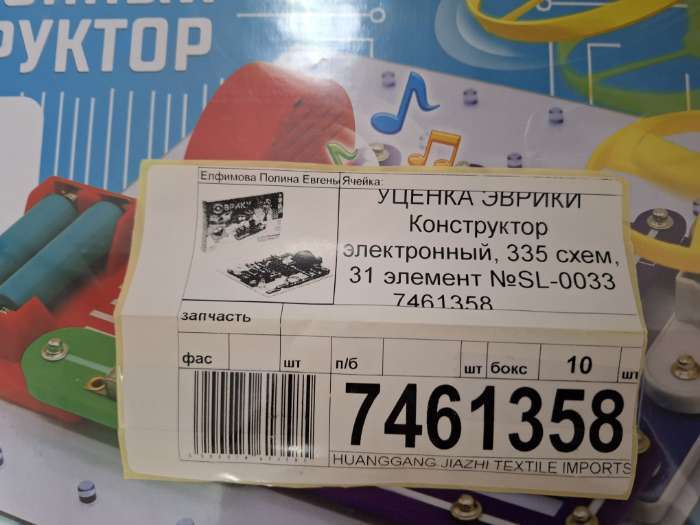 РУКТОР
Елфимова Полина Евгень Ячейка:
УЦЕНКА ЭВРИКИ
Конструктор
электронный, 335 схем,
31 элемент №SL-0033
7461358
запчасть
фас шт п/б шт бокс 10 шт
7461358
HUANGGANG JIAZHI TEXTILE IMPORTS